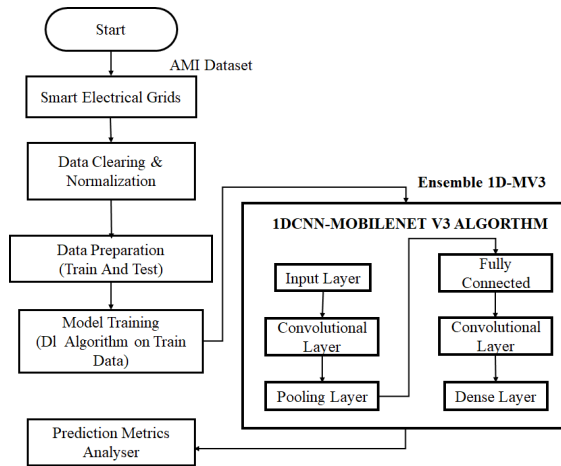 Start
AMI Dataset
Smart Electrical Grids
Data Clearing &
Normalization
Data Preparation
(Train And Test)
Model Training
(Dl Algorithm on Train
Data)
Prediction Metrics
Analyser
Ensemble 1D-MV3
1DCNN-MOBILENET V3 ALGORTHM
Input Layer
Convolutional
Layer
Pooling Layer
Fully
Connected
Convolutional
Layer
Dense Layer